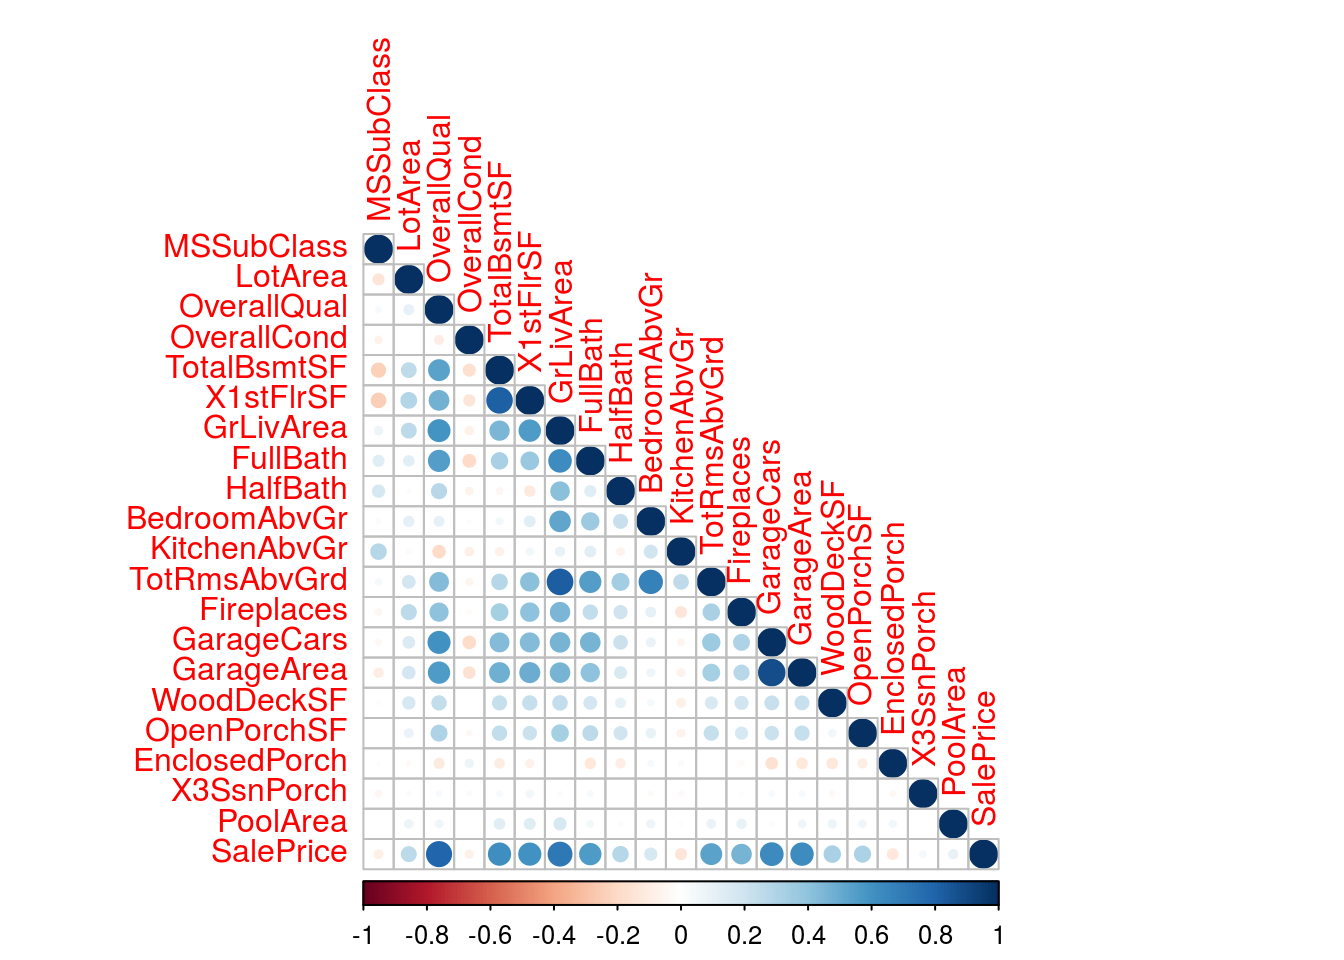 MSSubClass
LotArea
OverallQual
OverallCond
TotalBsmtSF
X1stFlrSF
GrLivArea
FullBath
HalfBath
BedroomAbvGr
KitchenAbvGr
TotRmsAbvGrd
Fireplaces
GarageCars
GarageArea
WoodDeckSF
OpenPorchSF
EnclosedPorch
X3SsnPorch
PoolArea
SalePrice
MSSubClass
LotArea
OverallQual
OverallCond
TotalBsmtSF
X1stFlrSF
GrLivArea
FullBath
HalfBath
BedroomAbvGr
KitchenAbvGr
TotRmsAbvGrd
Fireplaces
GarageCars
GarageArea
WoodDeckSF
OpenPorchSF
EnclosedPorch
X3SsnPorch
PoolArea
SalePrice
-1 -0.8 -0.6 -0.4 -0.2 0 0.2 0.4 0.6 0.8 1